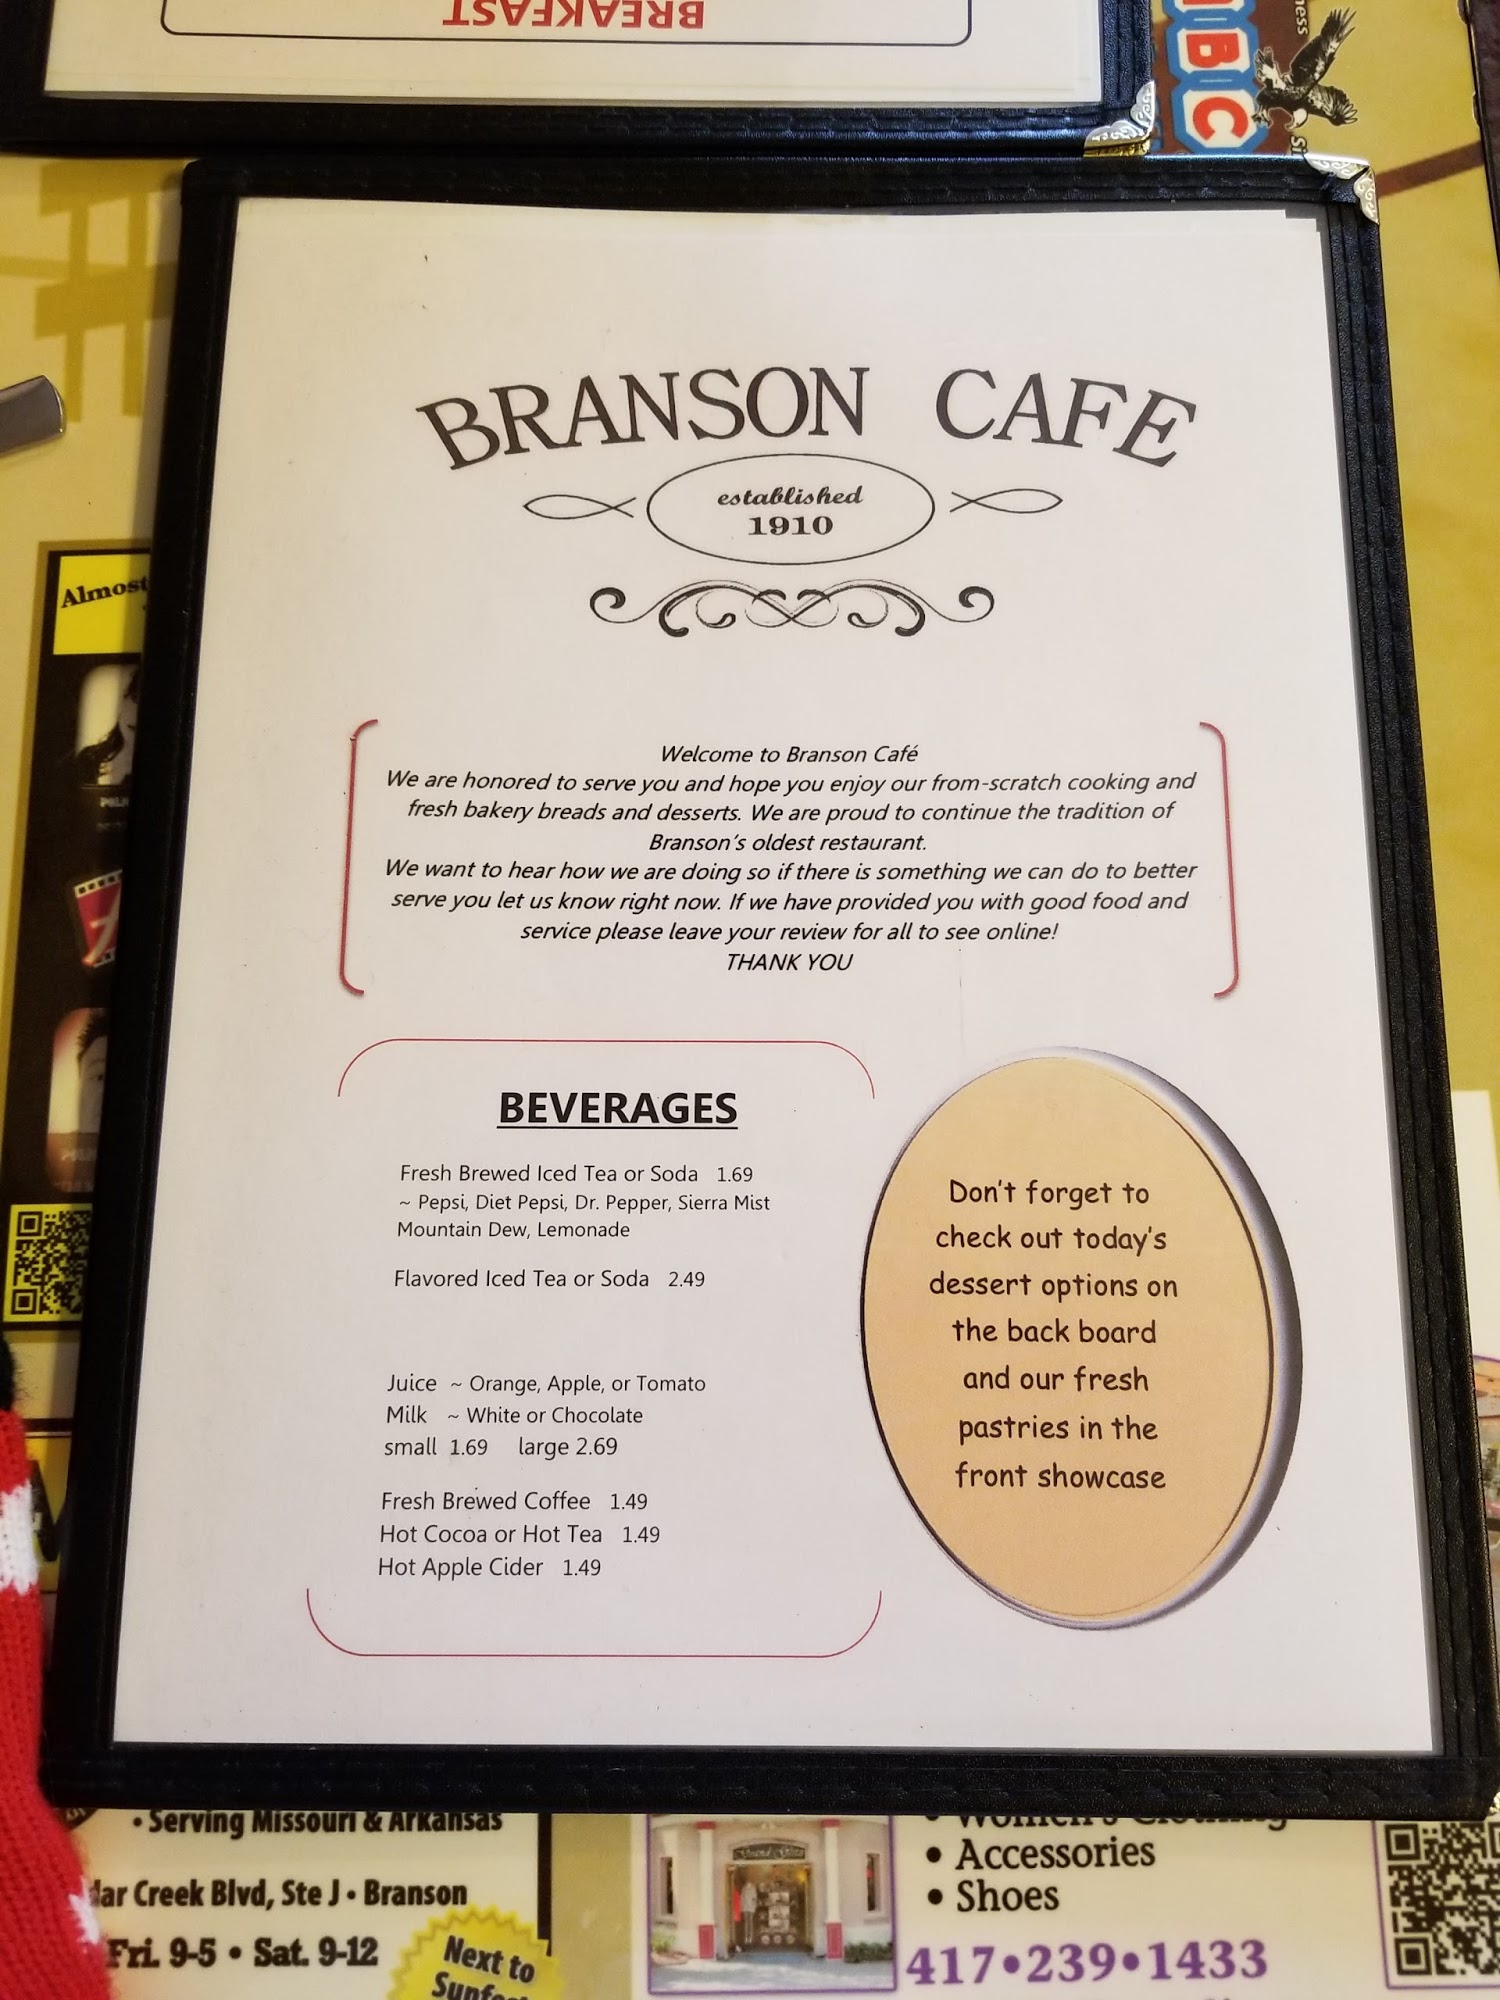 BREAKFAST
BC
ness
Si
BRANSON CAFE
established
1910
Almost
Welcome to Branson Café
We are honored to serve you and hope you enjoy our from-scratch cooking and
fresh bakery breads and desserts. We are proud to continue the tradition of
Branson's oldest restaurant.
We want to hear how we are doing so if there is something we can do to better
serve you let us know right now. If we have provided you with good food and
service please leave your review for all to see online!
THANK YOU
BEVERAGES
Fresh Brewed Iced Tea or Soda 1.69
~ Pepsi, Diet Pepsi, Dr. Pepper, Sierra Mist
Mountain Dew, Lemonade
Flavored Iced Tea or Soda 2.49
Juice ~ Orange, Apple, or Tomato
Milk ~ White or Chocolate
small 1.69 large 2.69
Fresh Brewed Coffee 1.49
Hot Cocoa or Hot Tea 1.49
Hot Apple Cider 1.49
Don't forget to
check out today's
dessert options on
the back board
and our fresh
pastries in the
front showcase
• Serving Missouri & Arkansas
dar Creek Blvd, Ste J • Branson
Fri. 9-5 • Sat. 9-12
Next to
• Women's Clothing
• Accessories
• Shoes
417•239•1433